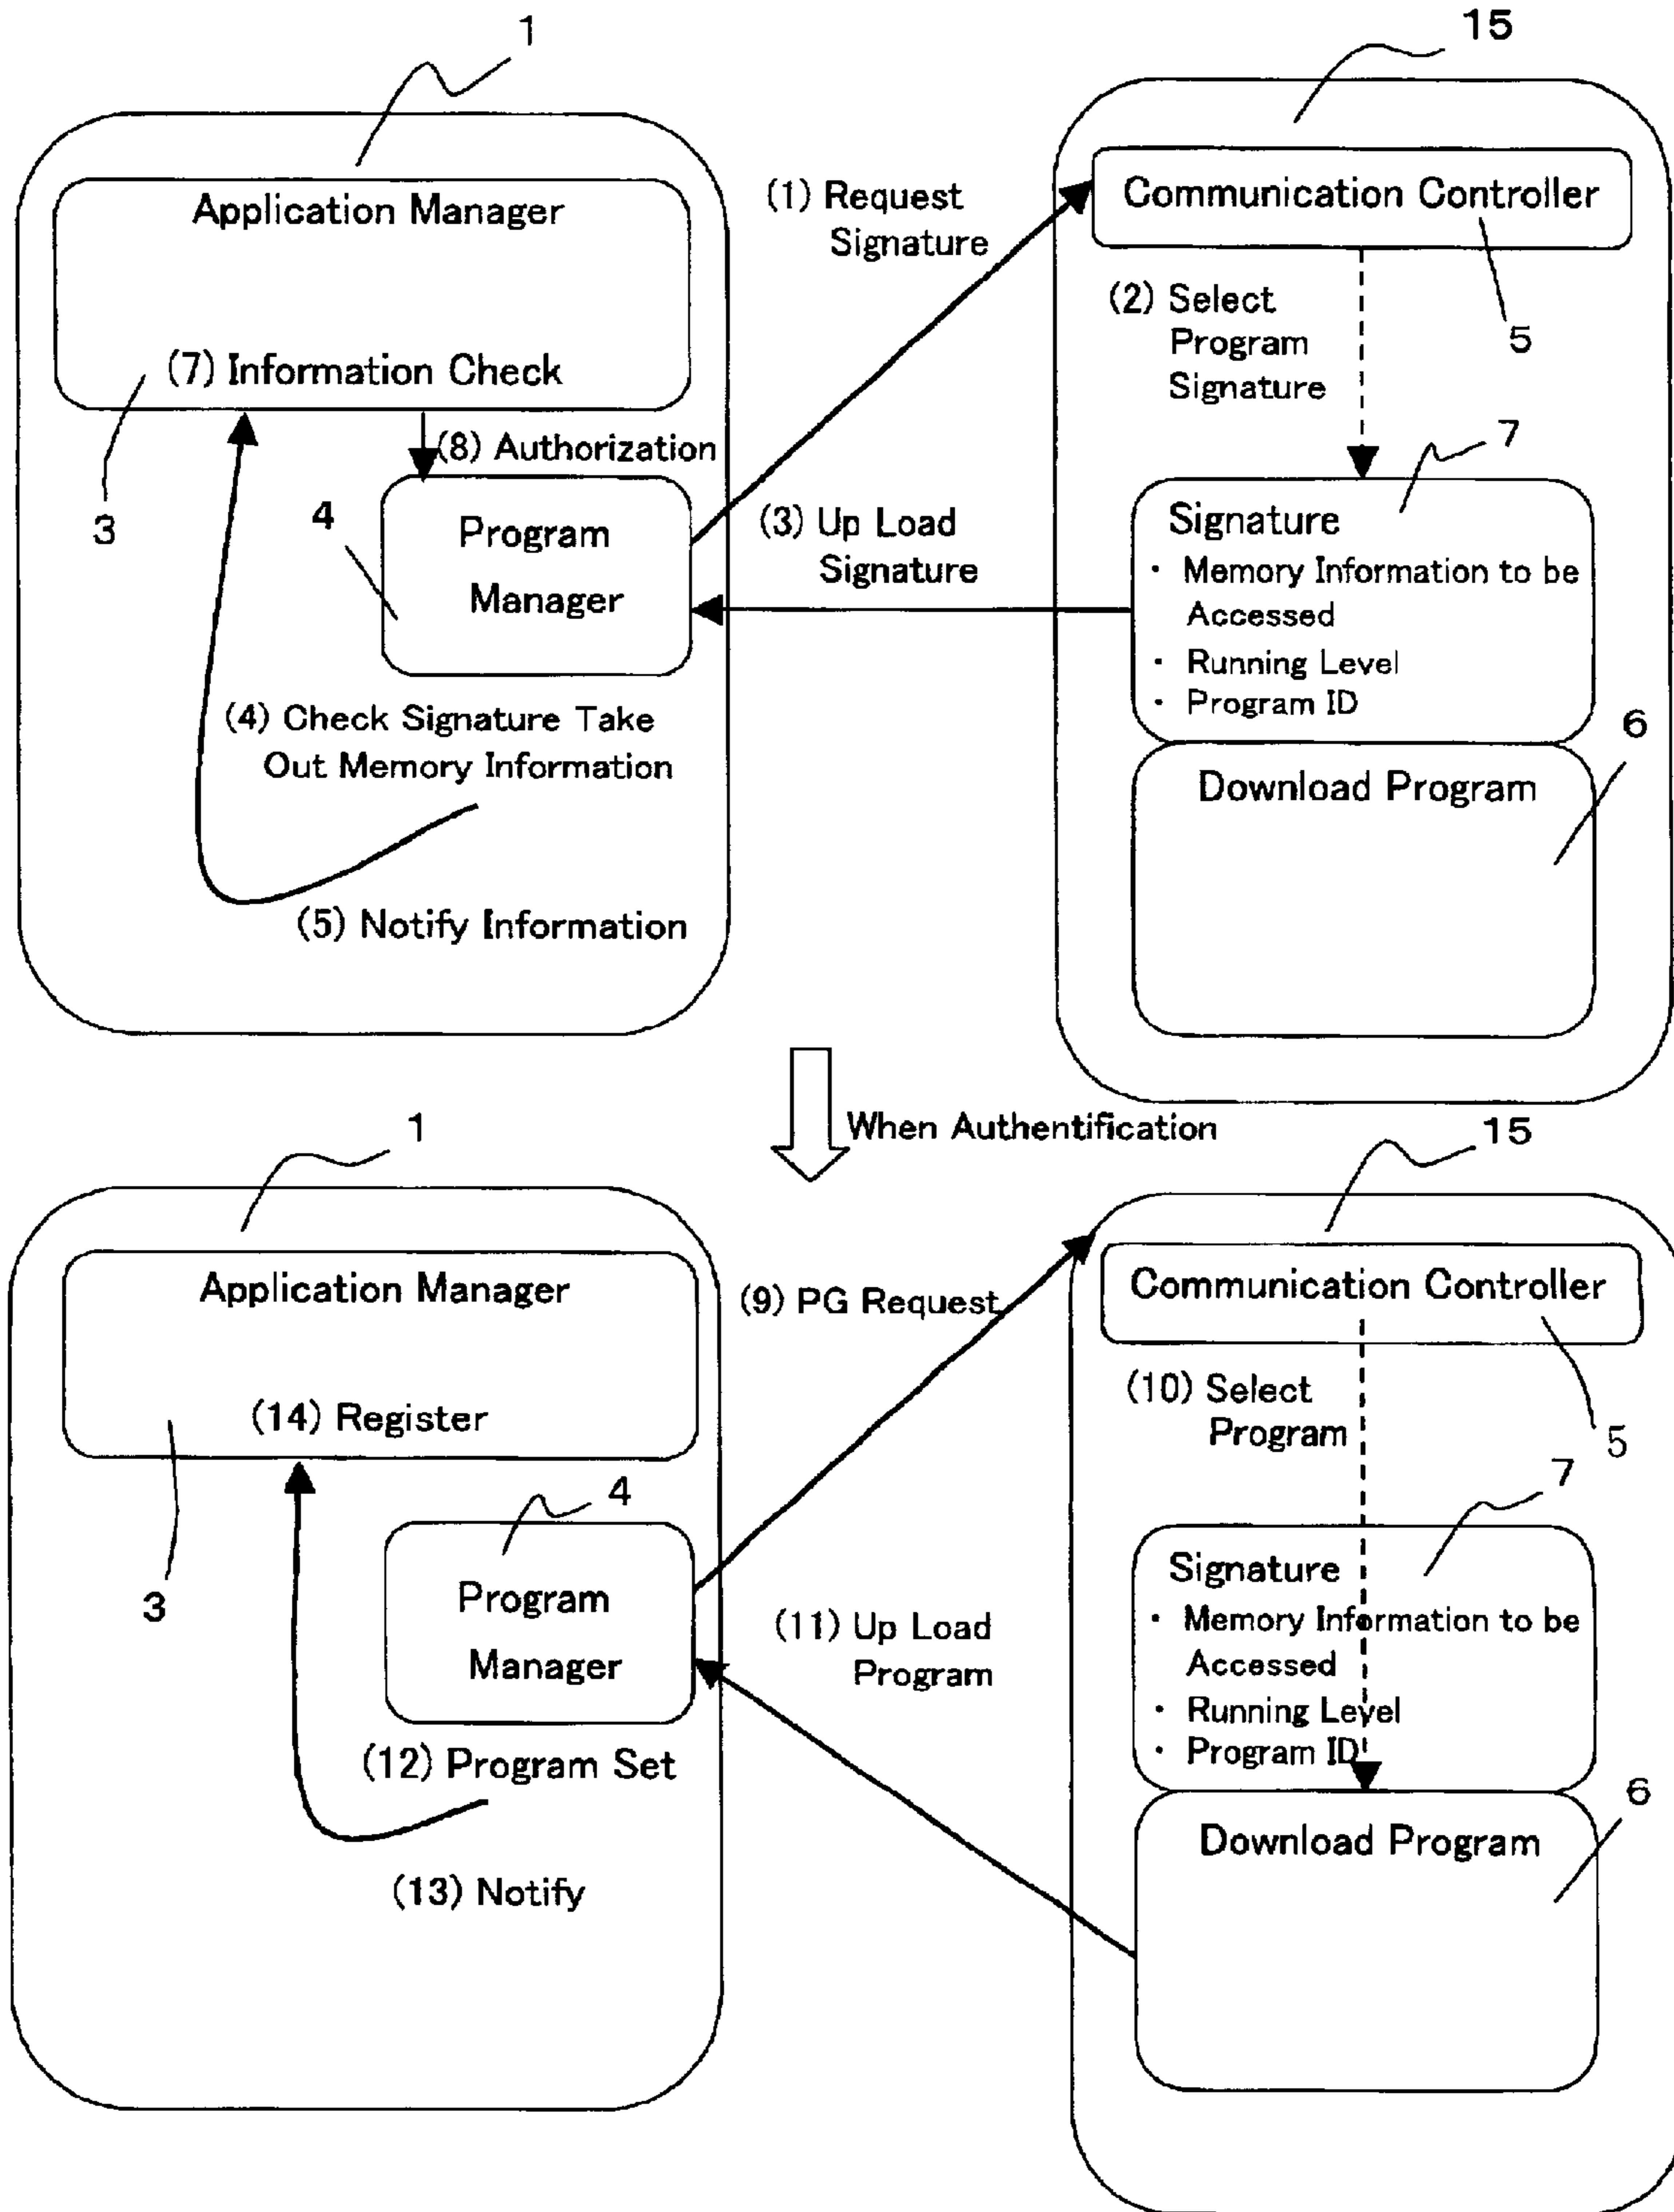 1
15
Application Manager
(7) Information Check
3
(8) Authorization
4
Program
Manager
(4) Check Signature Take
Out Memory Information
(5) Notify Information
(1) Request
Signature
(3) Up Load
Signature
Communication Controller
5
(2) Select
Program
Signature
7
Signature
・ Memory Information to be
Accessed
・ Running Level
・ Program ID
6
Download Program
When Authentification
1
15
Application Manager
(14) Register
3
4
Program
Manager
(12) Program Set
(13) Notify
(9) PG Request
(11) Up Load
Program
Communication Controller
5
(10) Select
Program
7
Signature
・ Memory Information to be
Accessed
・ Running Level
・ Program ID
6
Download Program